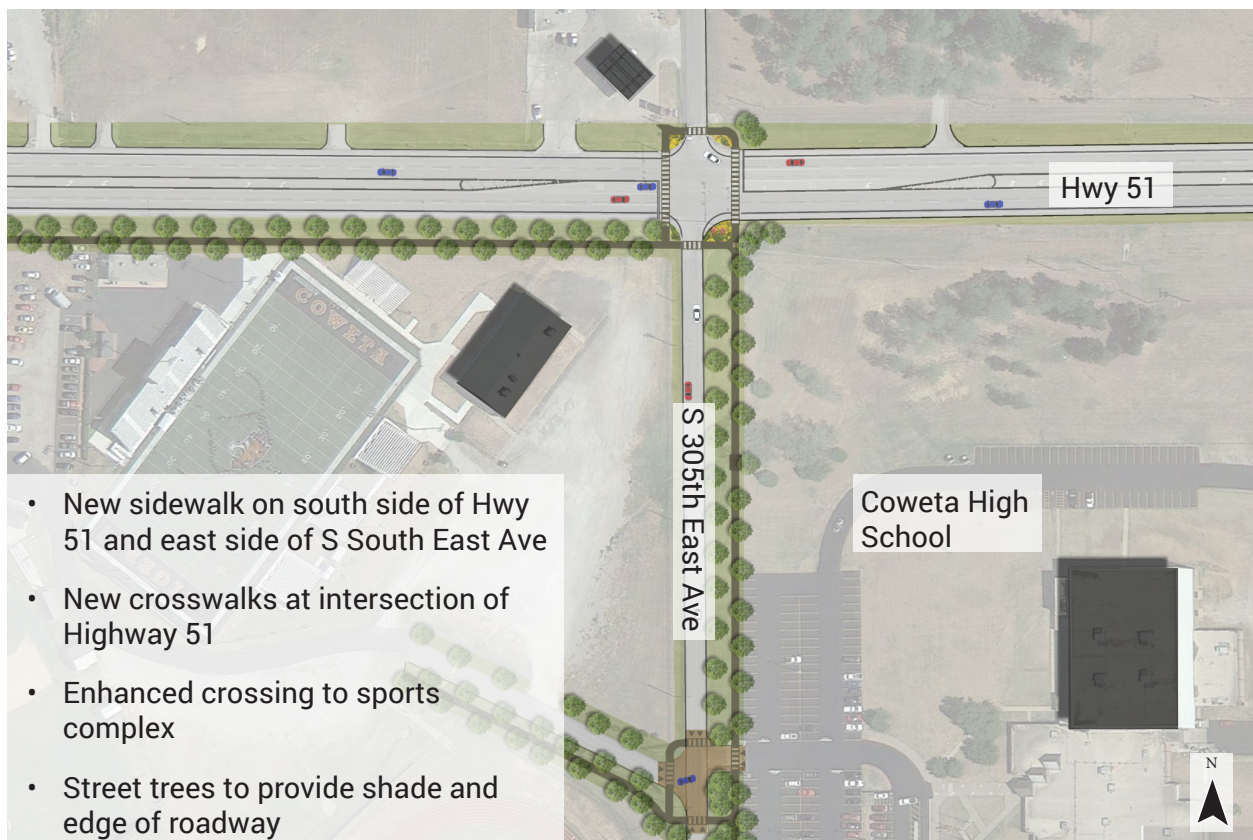 Hwy 51
COWETA
S 305th East Ave
Coweta High
School
• New sidewalk on south side of Hwy
51 and east side of S South East Ave
• New crosswalks at intersection of
Highway 51
• Enhanced crossing to sports
complex
• Street trees to provide shade and
edge of roadway
N